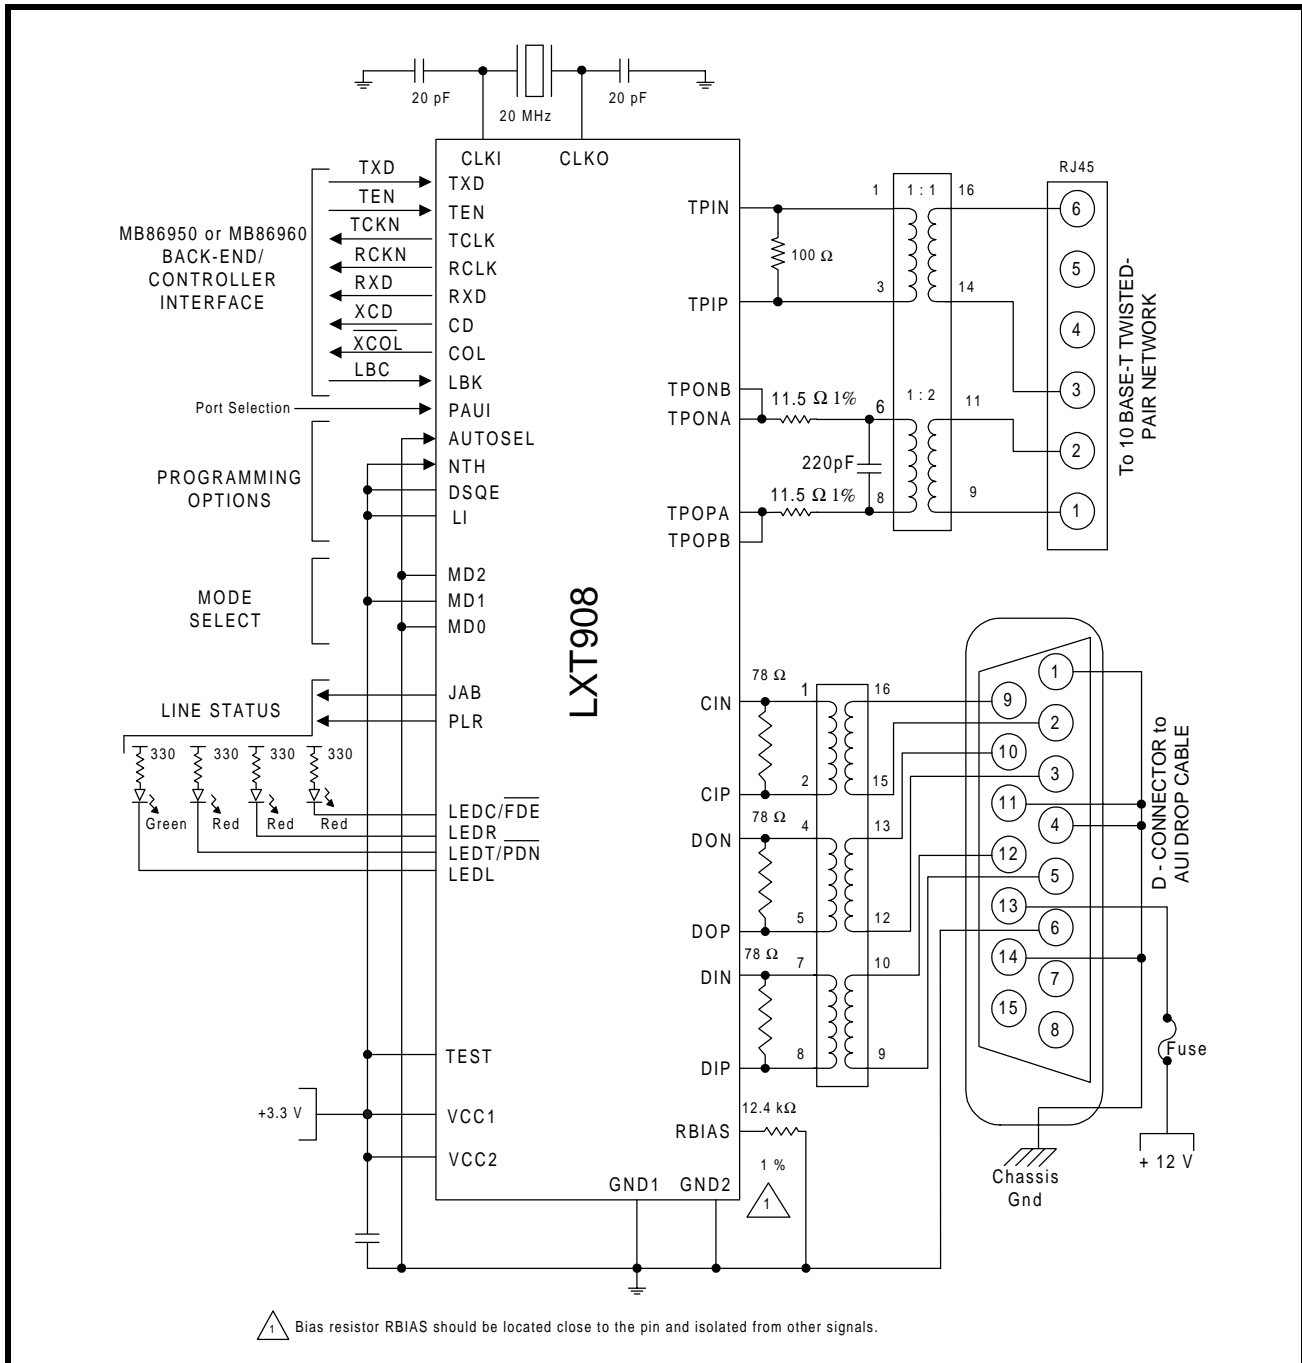 20 pF
20 MHz
20 pF
CLKI
CLKO
MB86950 or MB86960
BACK-END/
CONTROLLER
INTERFACE
TXD
TEN
TCKN
RCKN
RXD
XCD
XCOL
LBC
TXD
TEN
TCLK
RCLK
RXD
CD
COL
LBK
Port Selection
PAUI
PROGRAMMING
OPTIONS
AUTOSEL
NTH
DSQE
LI
MODE
SELECT
MD2
MD1
MD0
LINE STATUS
JAB
PLR
330
330
330
330
Green
Red
Red
Red
LEDC/FDE
LEDR
LEDT/PDN
LEDL
TEST
+3.3 V
VCC1
VCC2
LXT908
GND1
GND2
TPIN
TPIP
100 Ω
1
1 : 1
16
3
14
TPONB
TPONA
11.5 Ω 1%
6
1 : 2
11
220pF
TPOPA
TPOPB
11.5 Ω 1%
8
9
RJ45
6
5
4
3
2
1
To 10 BASE-T TWISTED-
PAIR NETWORK
CIN
78 Ω
1
16
CIP
2
15
DON
78 Ω
4
13
DOP
5
12
DIN
78 Ω
7
10
DIP
8
9
RBIAS
12.4 kΩ
1 %
1
1
9
2
10
3
11
4
12
5
13
6
14
7
15
8
D - CONNECTOR to
AUI DROP CABLE
Fuse
+ 12 V
Chassis
Gnd
1 Bias resistor RBIAS should be located close to the pin and isolated from other signals.